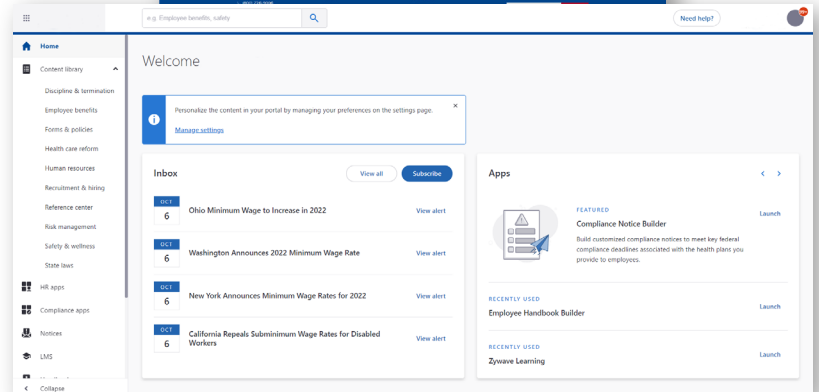 e.g. Employee benefits, safety
Need help?
99+
Home
Content library
Discipline & termination
Employee benefits
Forms & policies
Health care reform
Human resources
Recruitment & hiring
Reference center
Risk management
Safety & wellness
State laws
HR apps
Compliance apps
Notices
LMS
Collapse
Welcome
Personalize the content in your portal by managing your preferences on the settings page.
Manage settings
Inbox
View all
Subscribe
OCT
6
Ohio Minimum Wage to Increase in 2022
View alert
OCT
6
Washington Announces 2022 Minimum Wage Rate
View alert
OCT
6
New York Announces Minimum Wage Rates for 2022
View alert
OCT
6
California Repeals Subminimum Wage Rates for Disabled
Workers
View alert
Apps
FEATURED
Compliance Notice Builder
Launch
Build customized compliance notices to meet key federal
compliance deadlines associated with the health plans you
provide to employees.
RECENTLY USED
Employee Handbook Builder
Launch
RECENTLY USED
Zywave Learning
Launch